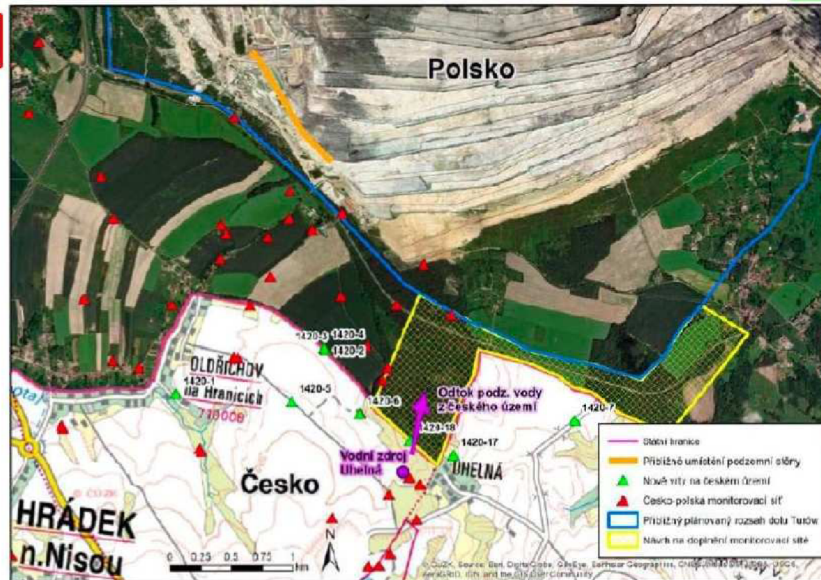 Polsko
1420-3 1420-4
1420-2
OLDŘICHOV
na Hranicích
1420-1
1420-5
1420-6
Odtok podz. vody
z českého území
1420-7
1420-18
1420-17
Vodní zdroj
Uhelná
UHELNÁ
Česko
HRÁDEK
n.Nisou
N
0 0.25 0.5 1
km
Státní hranice
Přibližné umístění podzemní stěny
Nové vrty na českém území
Česko-polská monitorovací síť
Přibližný plánovaný rozsah dolu Turów
Návrh na doplnění monitorovací sítě